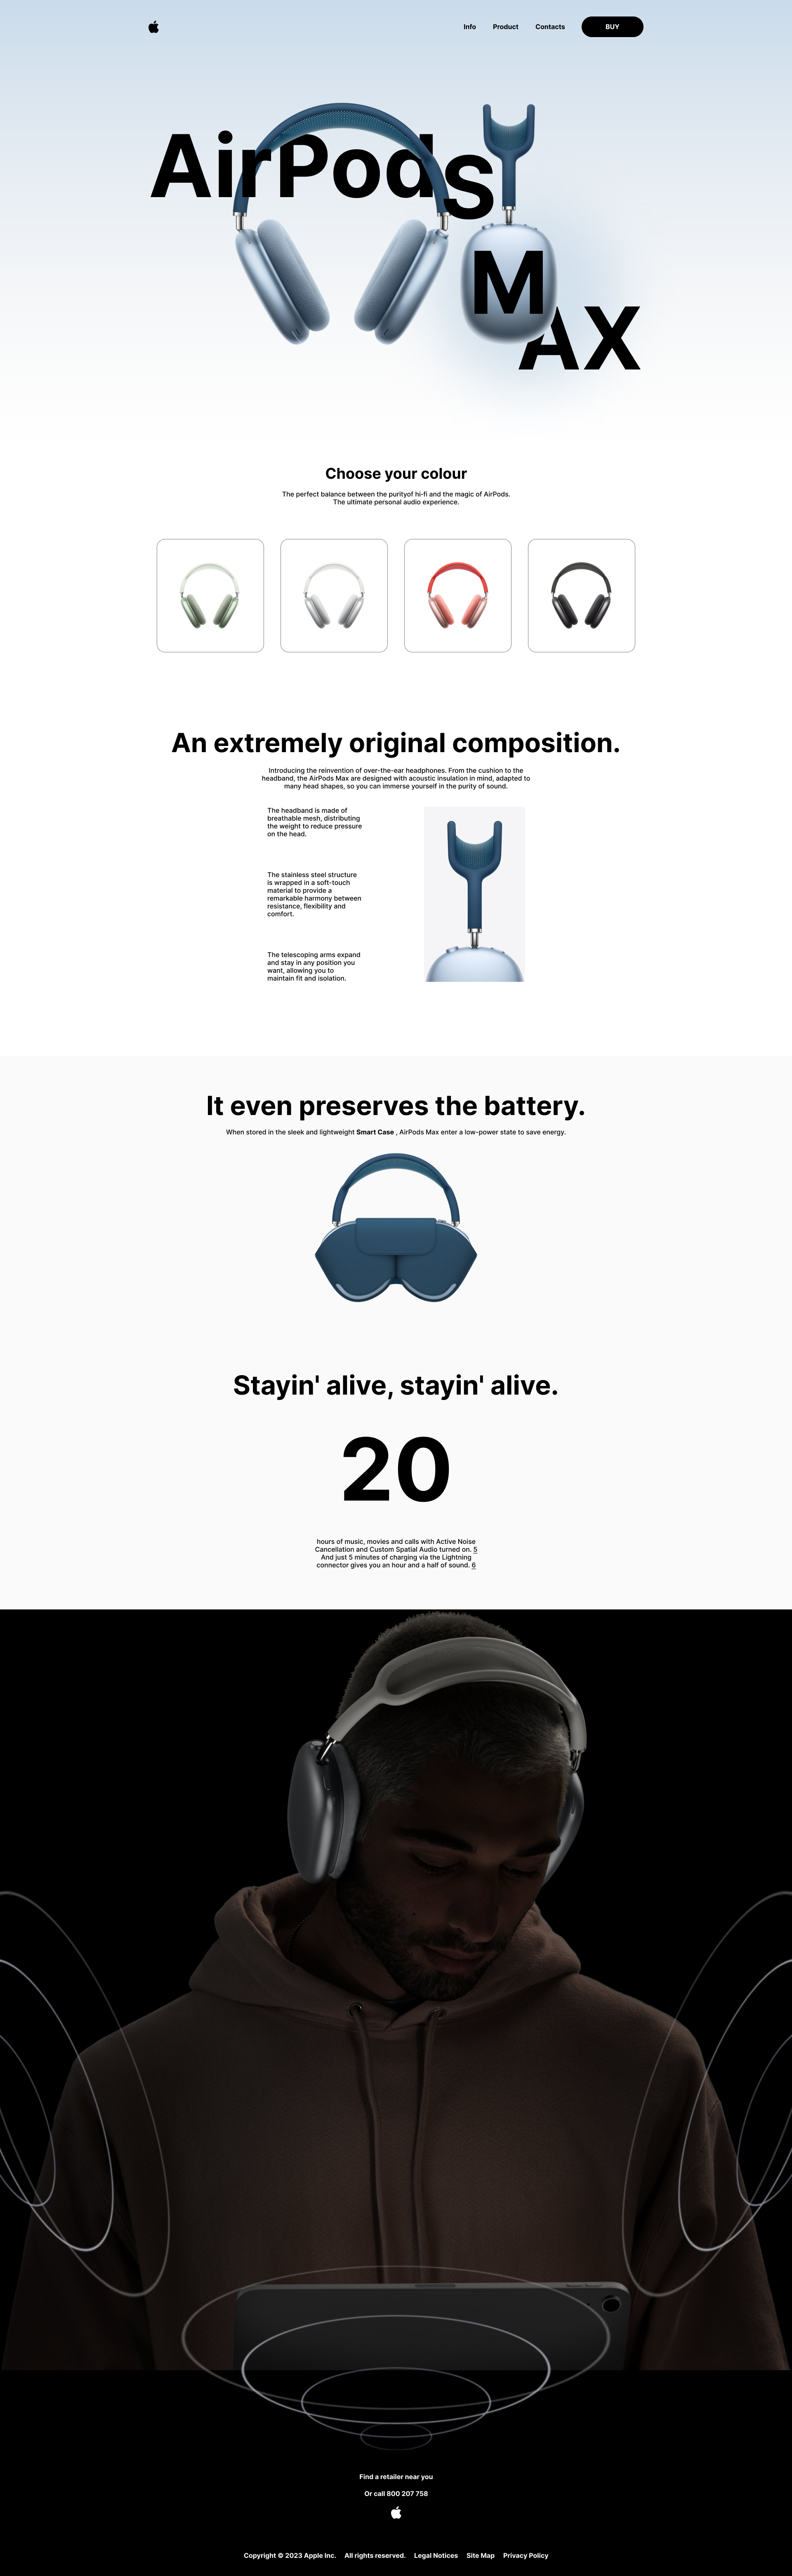 Info Product Contacts BUY
AirPods
MAX
Choose your colour
The perfect balance between the purityof hi-fi and the magic of AirPods.
The ultimate personal audio experience.
An extremely original composition.
Introducing the reinvention of over-the-ear headphones. From the cushion to the
headband, the AirPods Max are designed with acoustic insulation in mind, adapted to
many head shapes, so you can immerse yourself in the purity of sound.
The headband is made of
breathable mesh, distributing
the weight to reduce pressure
on the head.
The stainless steel structure
is wrapped in a soft-touch
material to provide a
remarkable harmony between
resistance, flexibility and
comfort.
The telescoping arms expand
and stay in any position you
want, allowing you to
maintain fit and isolation.
It even preserves the battery.
When stored in the sleek and lightweight Smart Case , AirPods Max enter a low-power state to save energy.
Stayin' alive, stayin' alive.
20
hours of music, movies and calls with Active Noise
Cancellation and Custom Spatial Audio turned on. 5
And just 5 minutes of charging via the Lightning
connector gives you an hour and a half of sound. 6
Find a retailer near you
Or call 800 207 758
Copyright © 2023 Apple Inc. All rights reserved. Legal Notices Site Map Privacy Policy